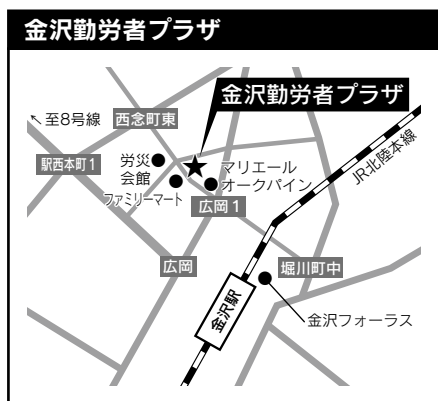 金沢勤労者プラザ
金沢勤労者プラザ
至8号線
西念町東
JR北陸本線
駅西本町1
労災
会館
マリエール
オークパイン
ファミリーマート
広岡1
広岡
堀川町中
金沢駅
金沢フォーラス